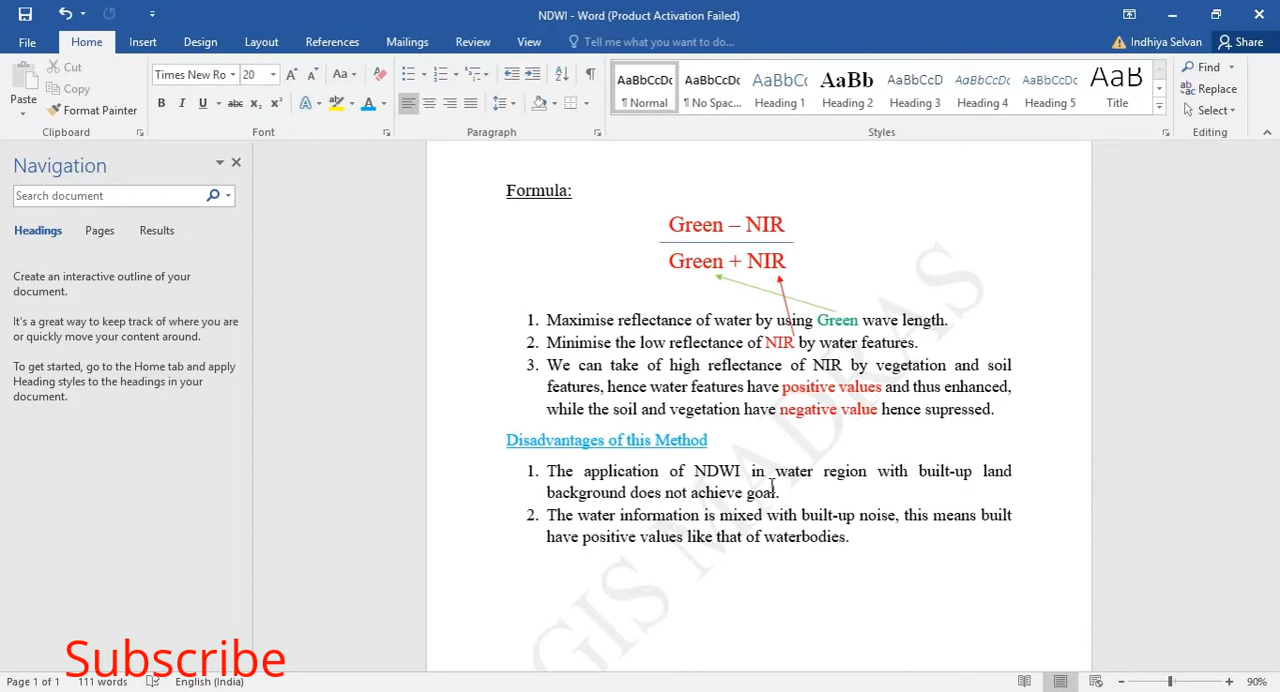 NDWI - Word (Product Activation Failed)
File Home Insert Design Layout References Mailings Review View Tell me what you want to do... Indhiya Selvan Share
Paste Cut
Copy
Format Painter
Clipboard
Times New Ro 20
Font
Paragraph
AaBbCcDc AaBbCcDc AaBbCc AaBb AaBbCcD AaBbCcD AaBbCcDc AaB
¶ Normal ¶ No Spac... Heading 1 Heading 2 Heading 3 Heading 4 Heading 5 Title
Styles
Find
Replace
Select
Editing
Navigation
Search document
Headings Pages Results
Create an interactive outline of your
document.
It's a great way to keep track of where you are
or quickly move your content around.
To get started, go to the Home tab and apply
Heading styles to the headings in your
document.
Formula:
Green – NIR
Green + NIR
1. Maximise reflectance of water by using Green wave length.
2. Minimise the low reflectance of NIR by water features.
3. We can take of high reflectance of NIR by vegetation and soil
features, hence water features have positive values and thus enhanced,
while the soil and vegetation have negative value hence supressed.
Disadvantages of this Method
1. The application of NDWI in water region with built-up land
background does not achieve goal.
2. The water information is mixed with built-up noise, this means built
have positive values like that of waterbodies.
GIS MADRAS
Subscribe
Page 1 of 1 111 words English (India) 90%